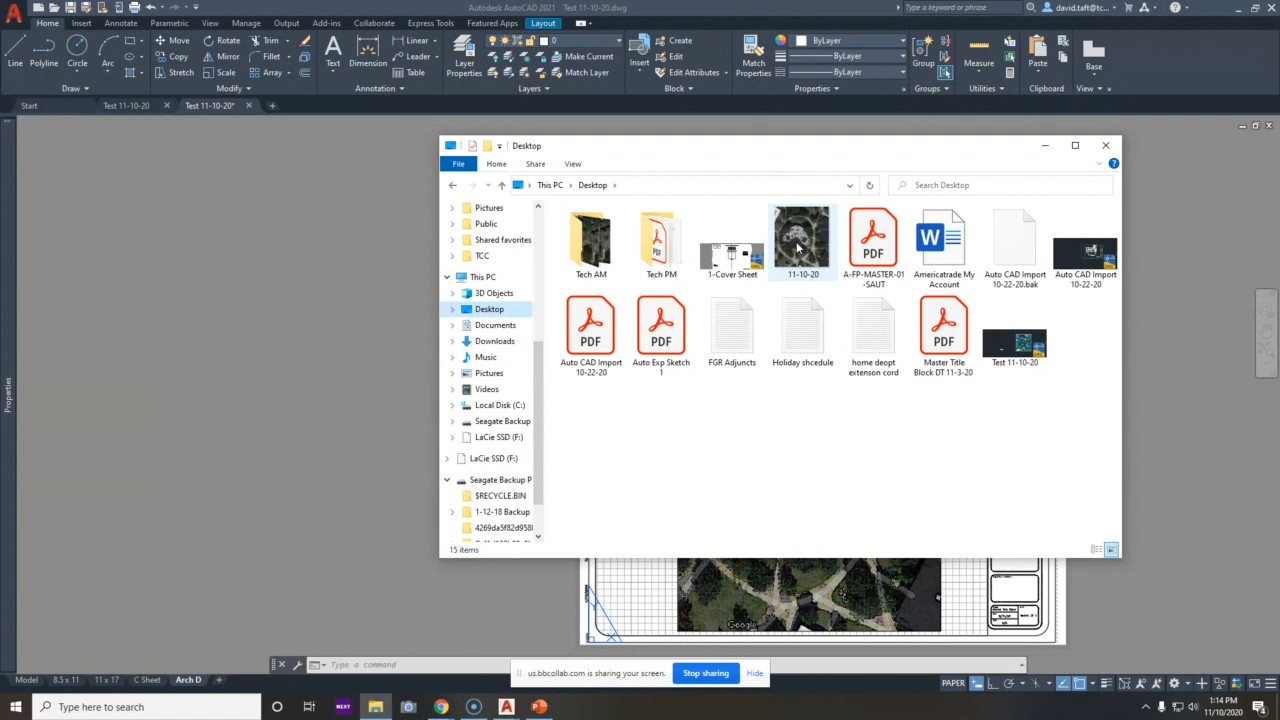 Autodesk AutoCAD 2021 Test 11-10-20.dwg
Type a keyword or phrase
david.taft@tc...
Home Insert Annotate Parametric View Manage Output Add-ins Collaborate Express Tools Featured Apps Layout
Line Polyline Circle Arc
Move Rotate Trim
Copy Mirror Fillet
Stretch Scale Array
Text Dimension
Linear
Leader
Table
Layer Properties
0
Make Current
Match Layer
Insert
Create
Edit
Edit Attributes
Match Properties
ByLayer
ByLayer
ByLayer
Group
Measure
Paste
Base
Draw Modify Annotation Layers Block Properties Groups Utilities Clipboard View
Start Test 11-10-20 Test 11-10-20*
Properties
Desktop
File Home Share View
This PC Desktop
Search Desktop
Pictures
Public
Shared favorites
TCC
This PC
3D Objects
Desktop
Documents
Downloads
Music
Pictures
Videos
Local Disk (C:)
Seagate Backup
LaCie SSD (F:)
LaCie SSD (F:)
Seagate Backup P
$RECYCLE.BIN
1-12-18 Backup
4269da5f82d958
PDF
W
Tech AM Tech PM 1-Cover Sheet 11-10-20 A-FP-MASTER-01 Americatrade My Auto CAD Import Auto CAD Import
-SAUT Account 10-22-20.bak 10-22-20
PDF PDF PDF
Auto CAD Import Auto Exp Sketch FGR Adjuncts Holiday shcedule home deopt Master Title Test 11-10-20
10-22-20 1 extenson cord Block DT 11-3-20
15 items
Google
Type a command
us.bbcollab.com is sharing your screen. Stop sharing Hide
Model 8.5 x 11 11 x 17 C Sheet Arch D
PAPER
Type here to search
NEXT
1:14 PM
11/10/2020
4